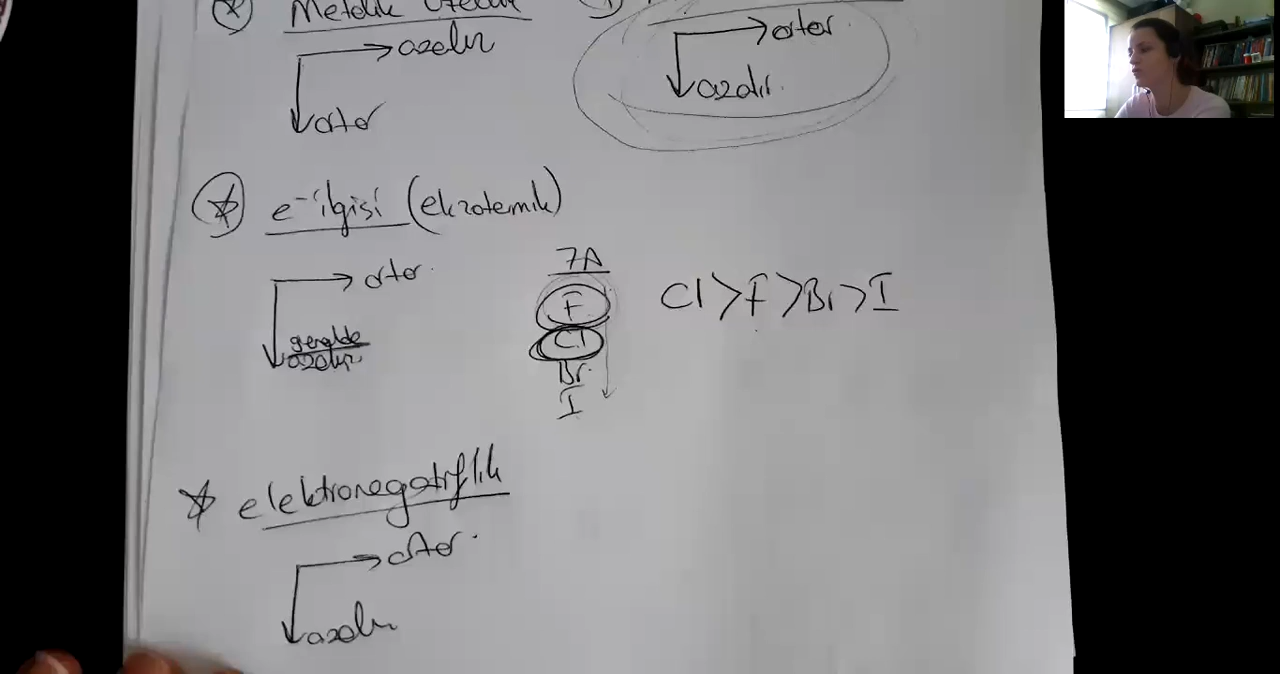 Metalik
azalır
artar
artar.
azalır.
e- ilgisi (ekzotermik)
artar.
genelde
azalır
7A
F
Cl
Br
I
Cl>F>Br>I
elektronegatiflik
artar.
azalır